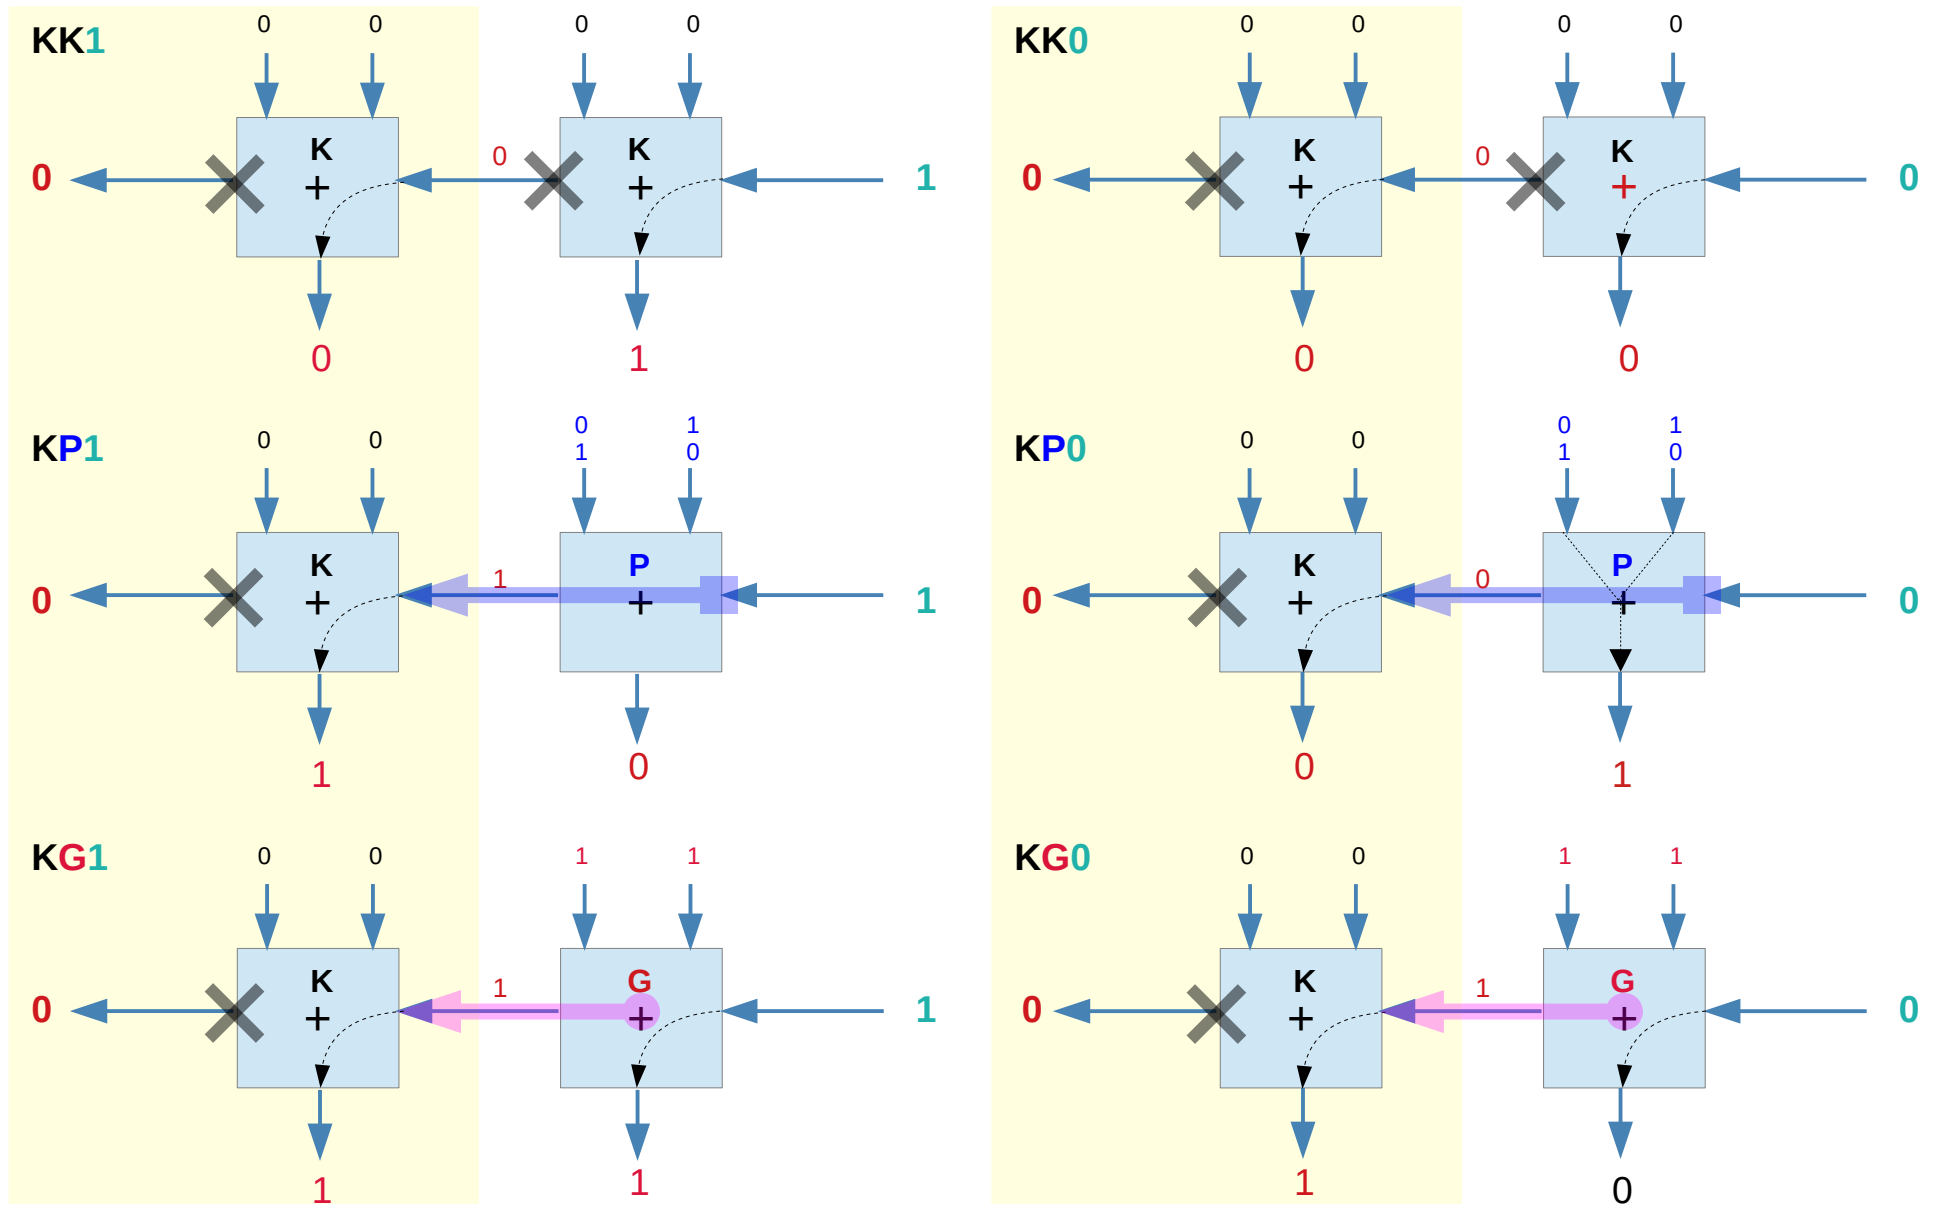 KK1 0 0 0 0
K K
0 + 0 + 1
0 1
KK0 0 0 0 0
K K
0 + 0 + 0
0 0
KP1 0 0 0 1
1 0
K P
0 + 1 + 1
1 0
KP0 0 0 0 1
1 0
K P
0 + 0 + 0
0 1
KG1 0 0 1 1
K G
0 + 1 + 1
1 1
KG0 0 0 1 1
K G
0 + 1 + 0
1 0